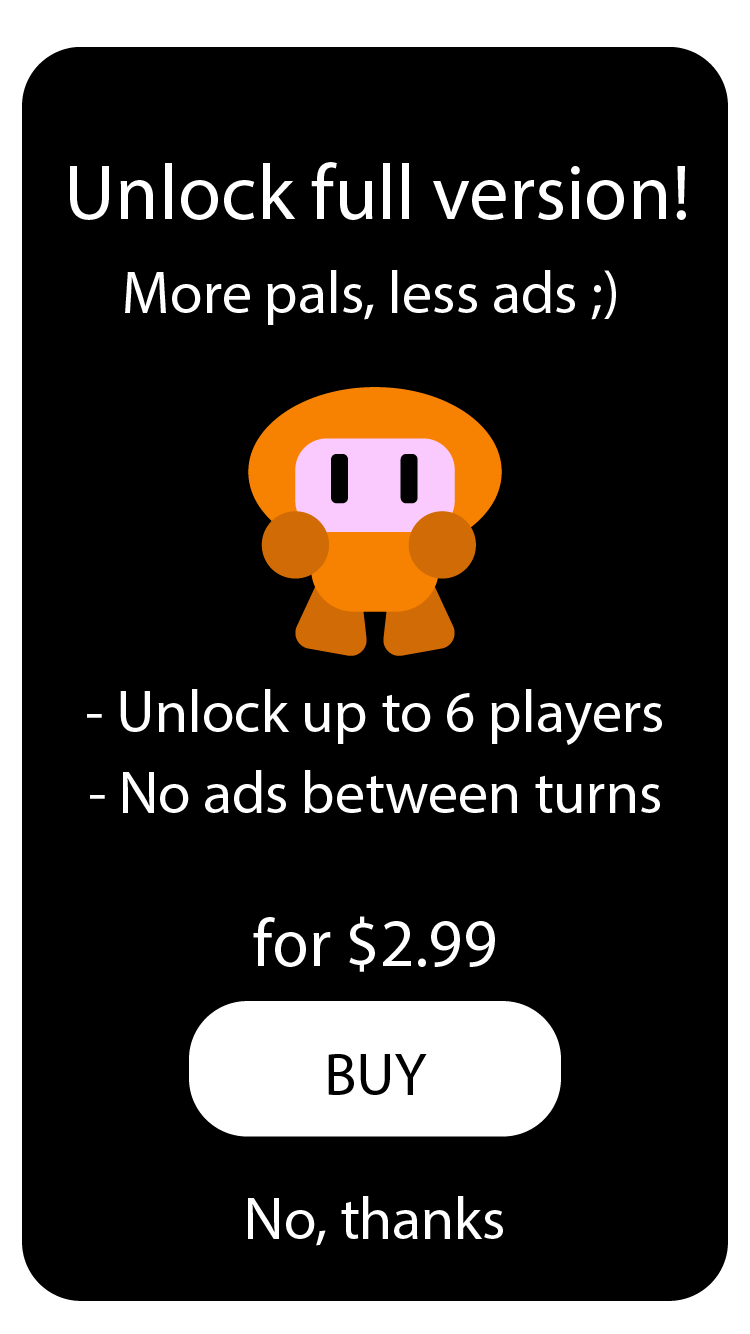 Unlock full version!
More pals, less ads ;)
- Unlock up to 6 players
- No ads between turns
for $2.99
BUY
No, thanks